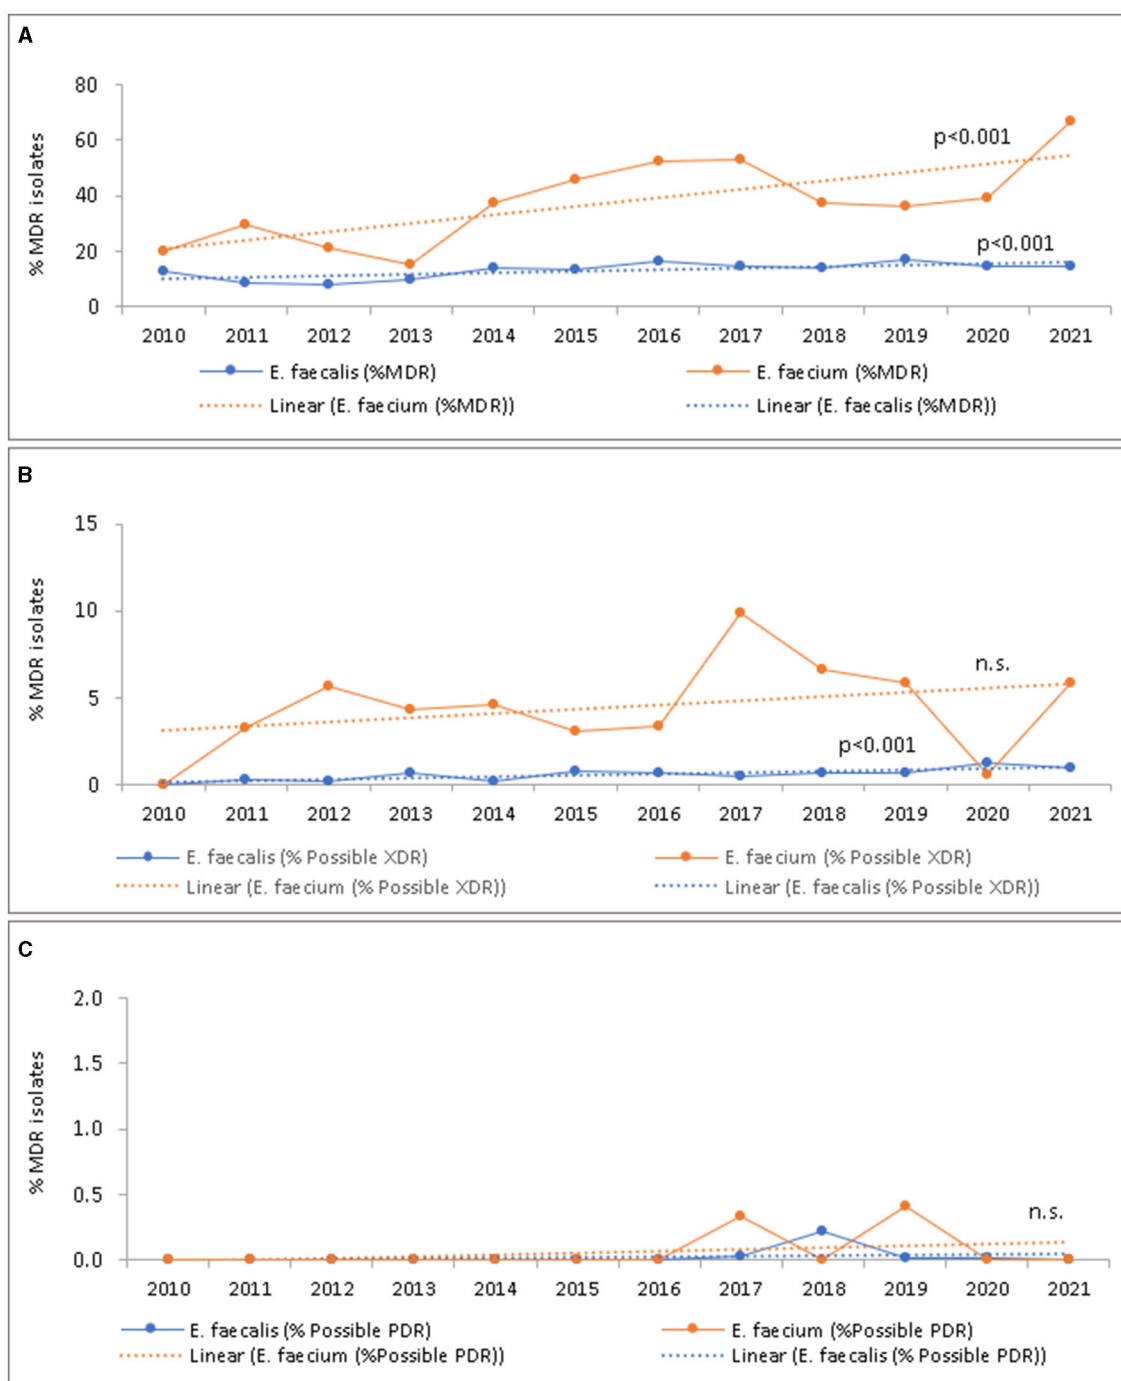 A
80
60
40
20
0
% MDR isolates
p<0.001
p<0.001
2010 2011 2012 2013 2014 2015 2016 2017 2018 2019 2020 2021
E. faecalis (%MDR) E. faecium (%MDR)
Linear (E. faecium (%MDR)) Linear (E. faecalis (%MDR))
B
15
10
5
0
% MDR isolates
n.s.
p<0.001
2010 2011 2012 2013 2014 2015 2016 2017 2018 2019 2020 2021
E. faecalis (% Possible XDR) E. faecium (% Possible XDR)
Linear (E. faecium (% Possible XDR)) Linear (E. faecalis (% Possible XDR))
C
2.0
1.5
1.0
0.5
0.0
% MDR isolates
n.s.
2010 2011 2012 2013 2014 2015 2016 2017 2018 2019 2020 2021
E. faecalis (% Possible PDR) E. faecium (%Possible PDR)
Linear (E. faecium (%Possible PDR)) Linear (E. faecalis (% Possible PDR))